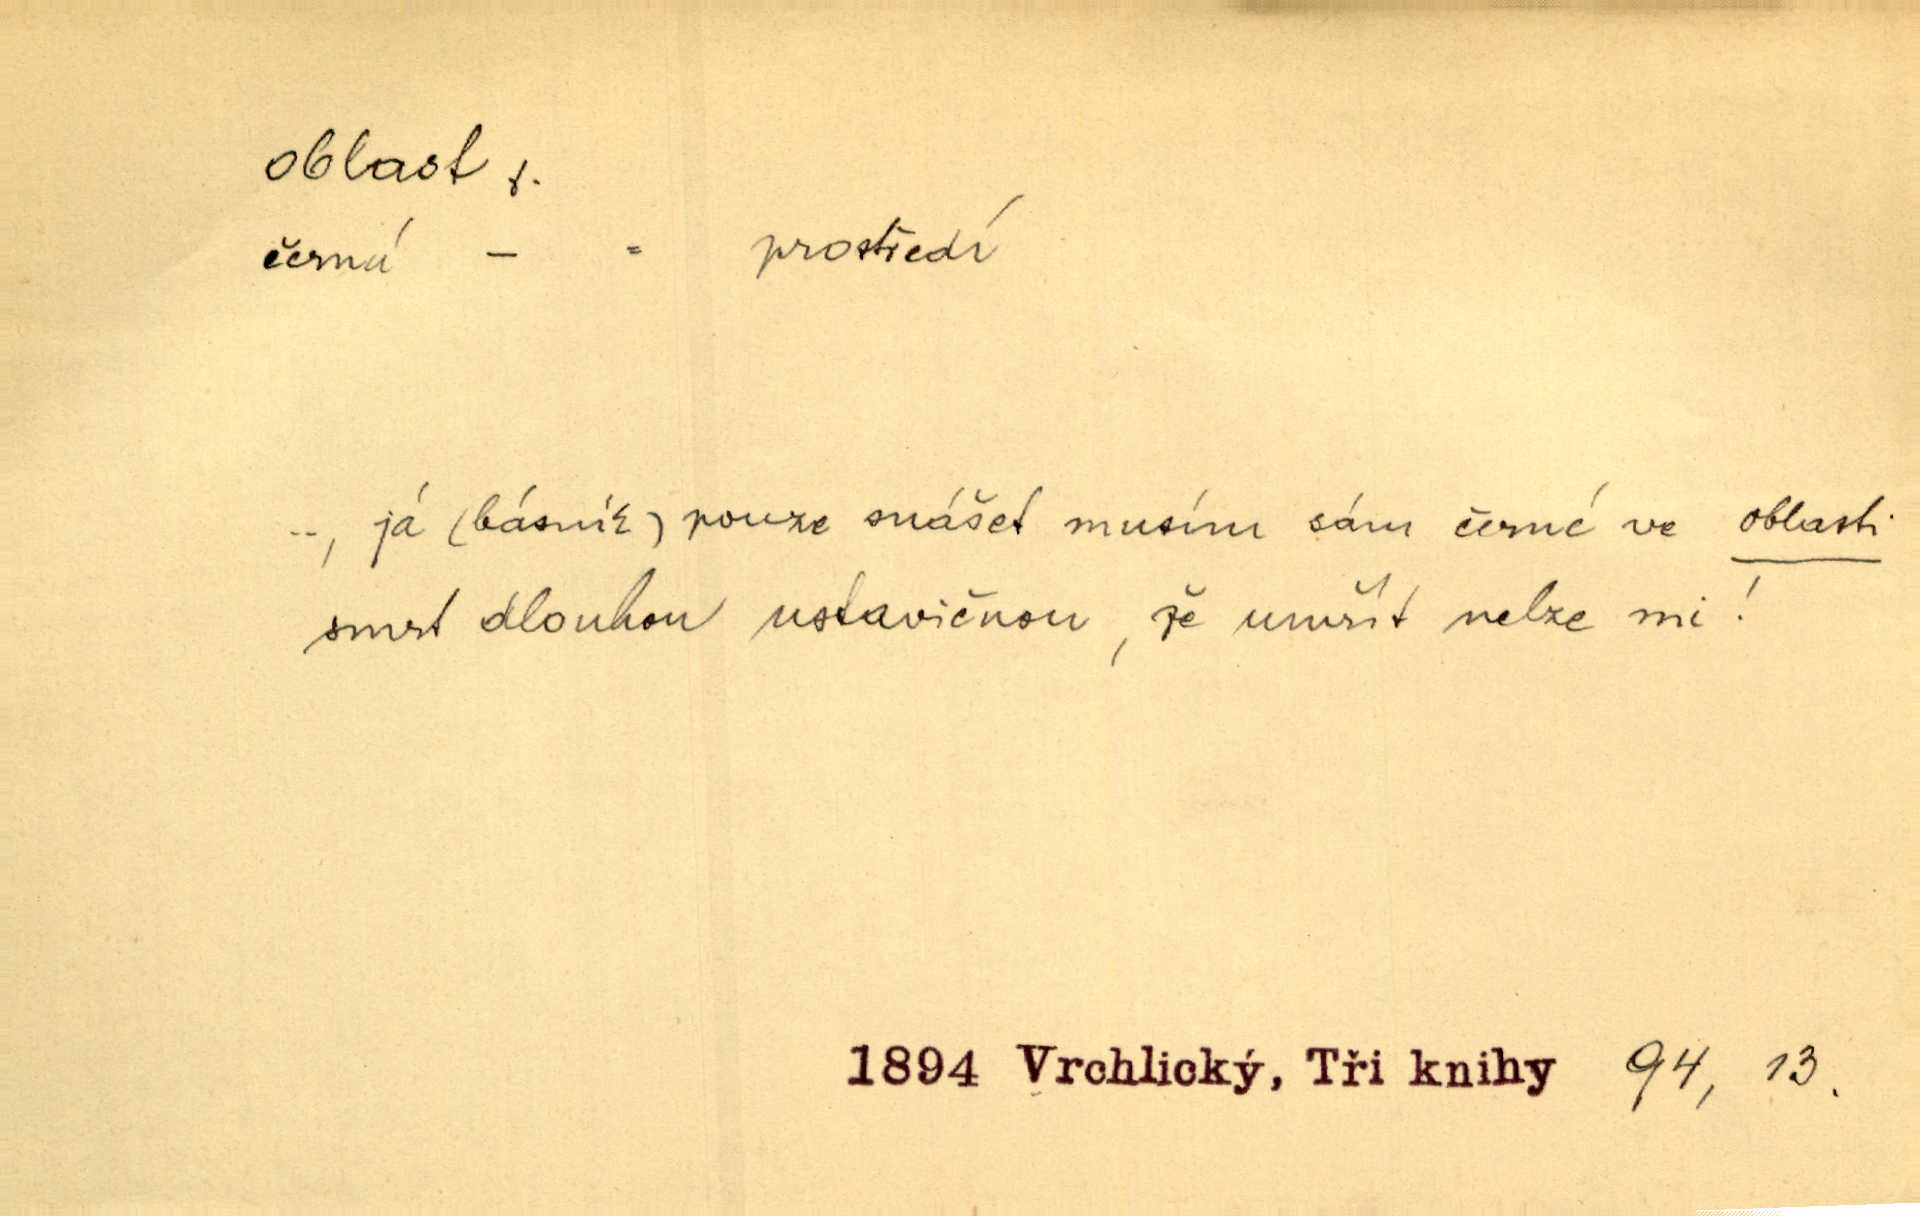 oblast f.
černá – = prostředí
.., já (básník) pouze snášet musím sám černé ve oblasti
smrt dlouhou ustavičnou, že umřít nelze mi!
1894 Vrchlický, Tři knihy 94, 13.